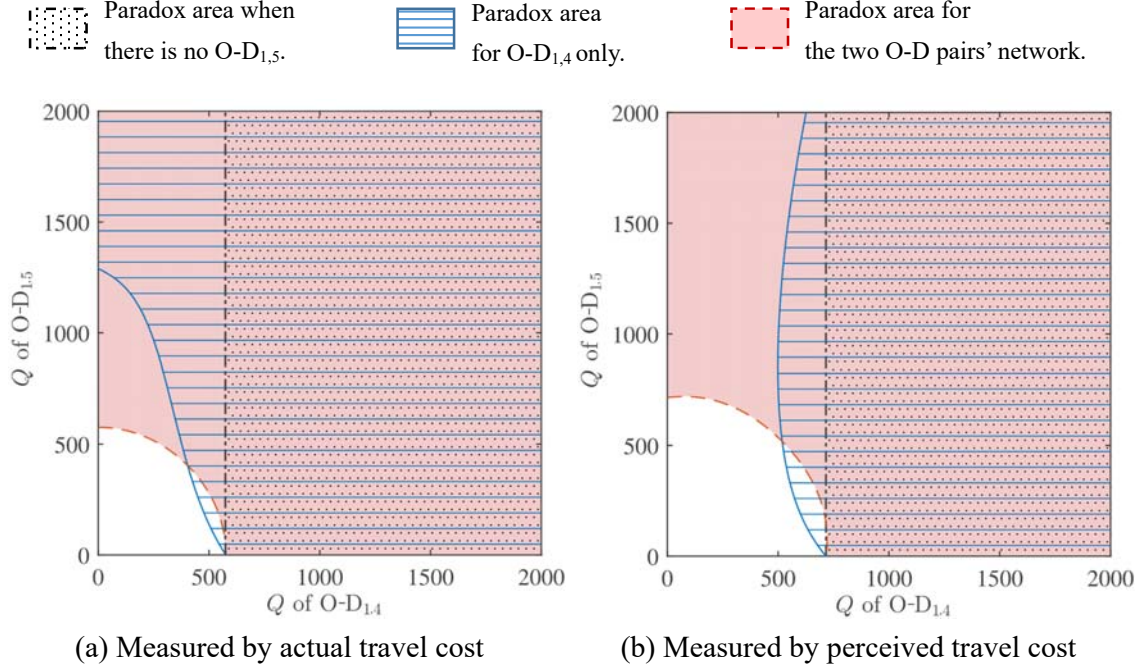 Paradox area when
there is no O-D1,5.
Paradox area
for O-D1,4 only.
Paradox area for
the two O-D pairs' network.
2000
1500
1000
500
0
Q of O-D1.5
0 500 1000 1500 2000
Q of O-D1.4
(a) Measured by actual travel cost
2000
1500
1000
500
0
Q of O-D1.5
0 500 1000 1500 2000
Q of O-D1.4
(b) Measured by perceived travel cost